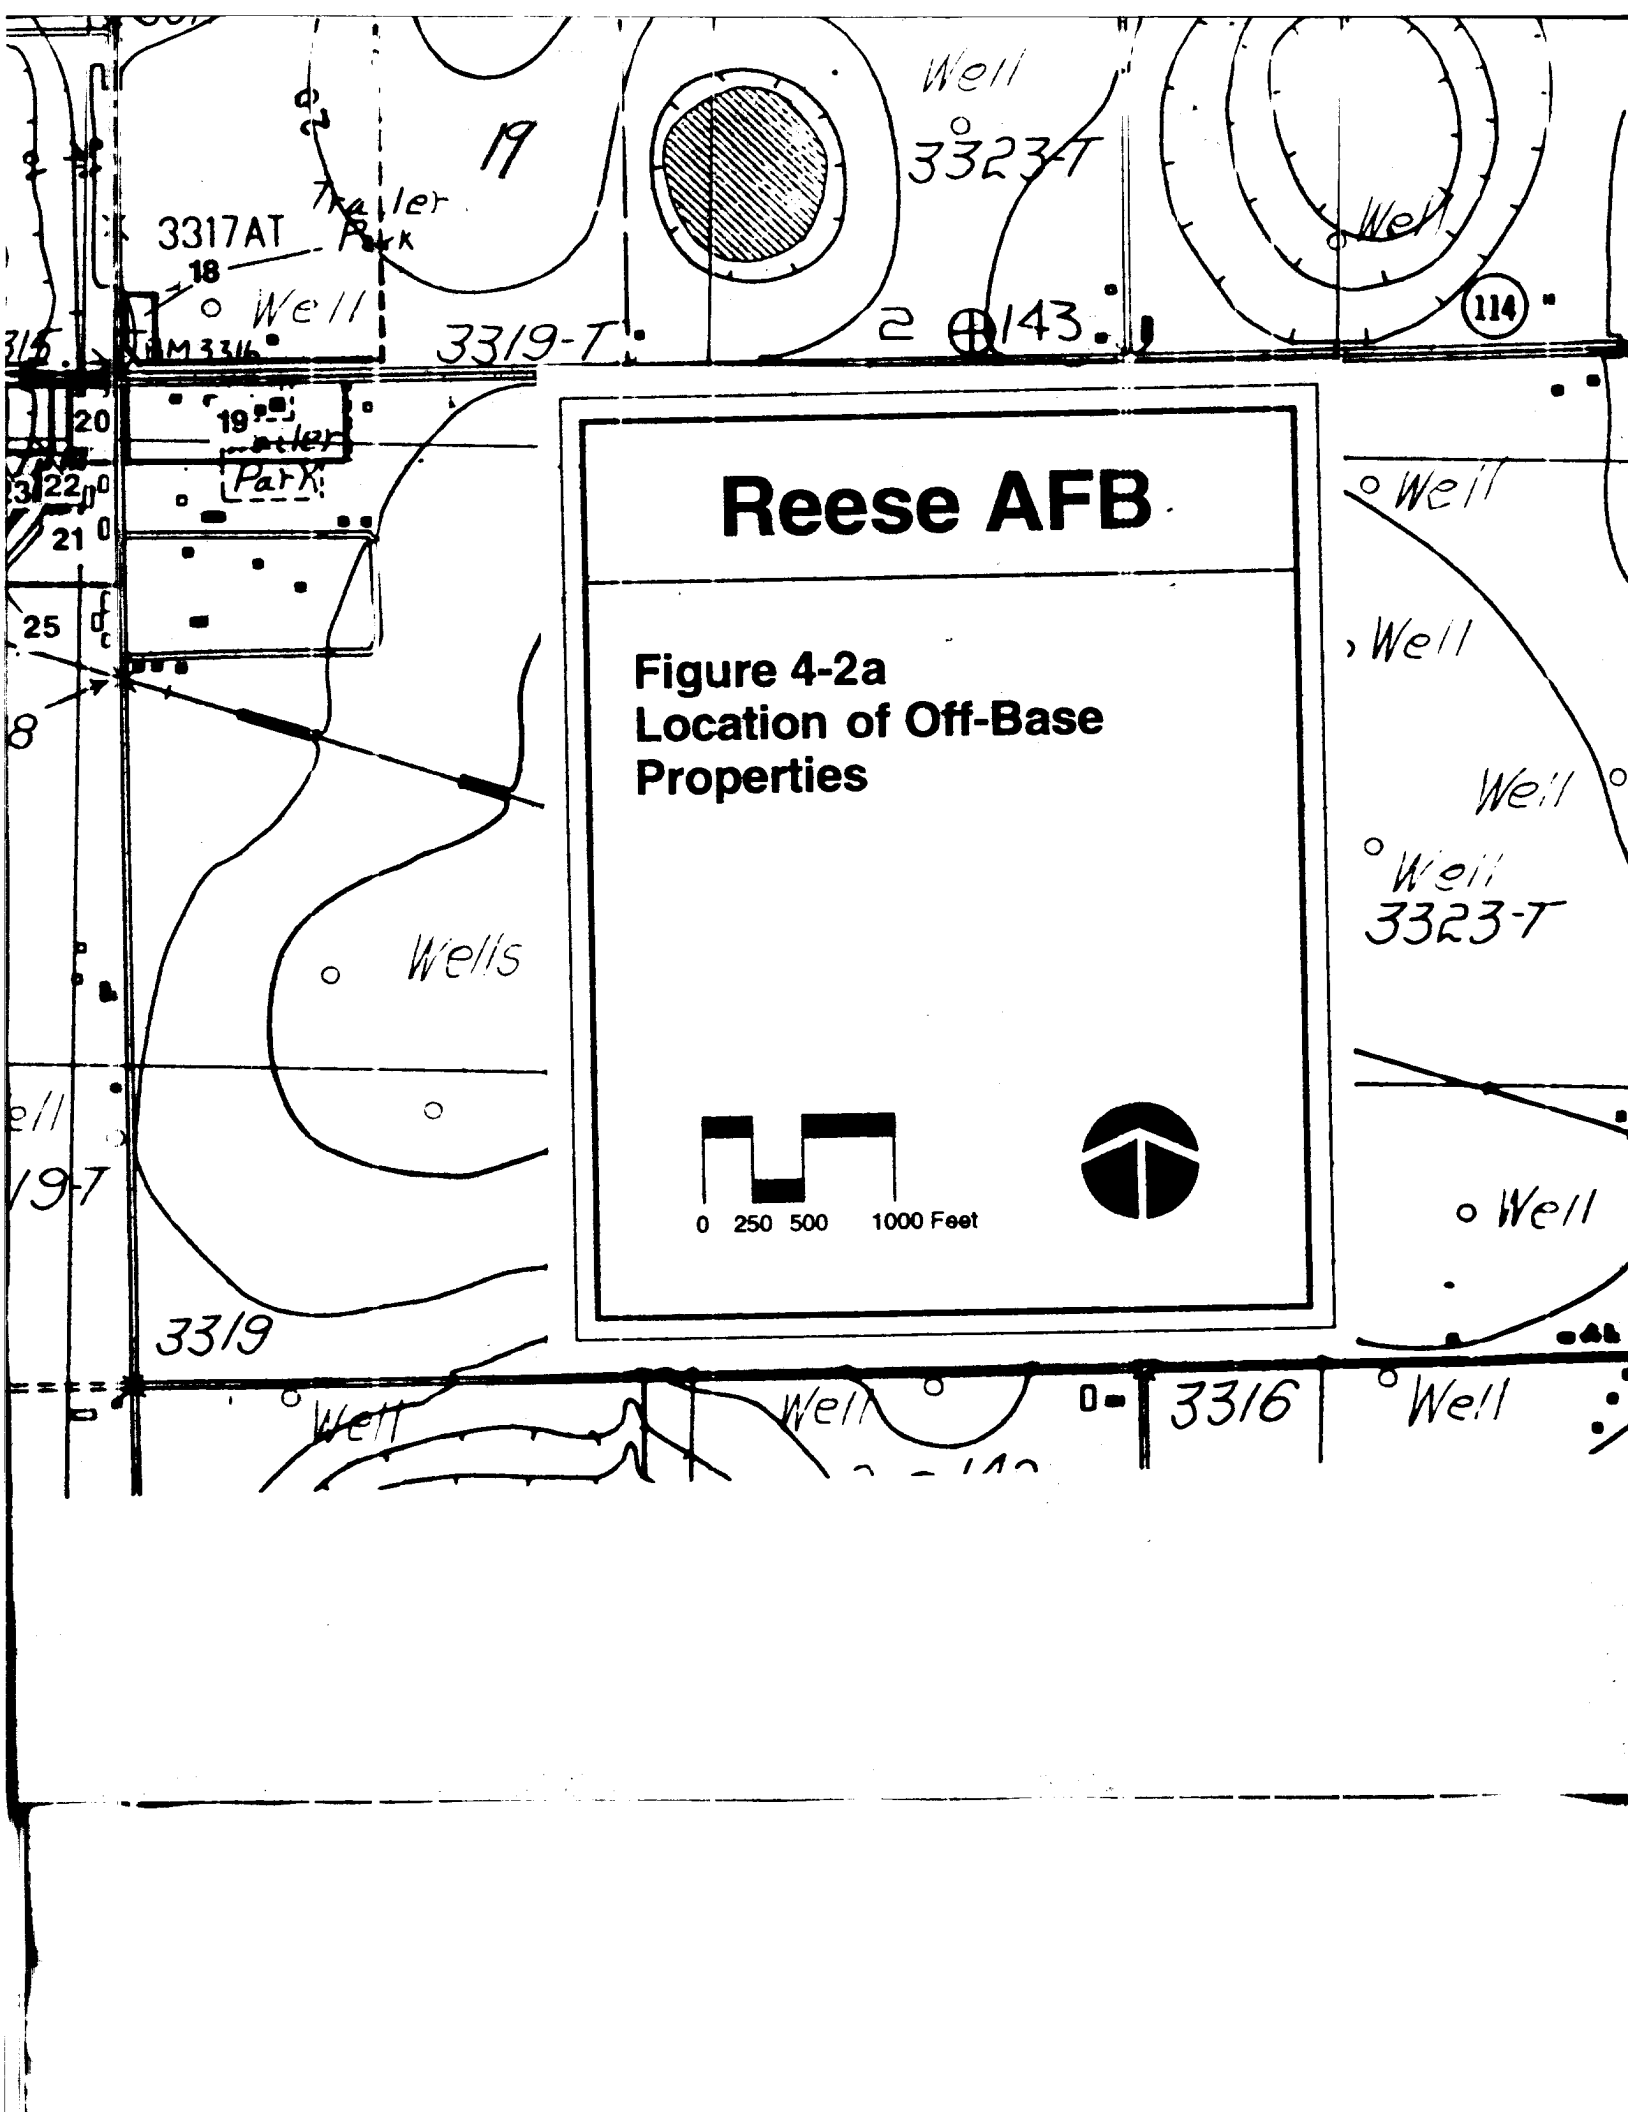 Well
19
3323-T
Trailer
Park
3317AT
18
Well
Well
114
3319-T
2
143
BM 3316
20
19
Park
22
21
25
8
Reese AFB
Figure 4-2a
Location of Off-Base
Properties
Well
Well
Well
Well
3323-T
Wells
0 250 500 1000 Feet
Well
3319
Well
Well
3316
Well